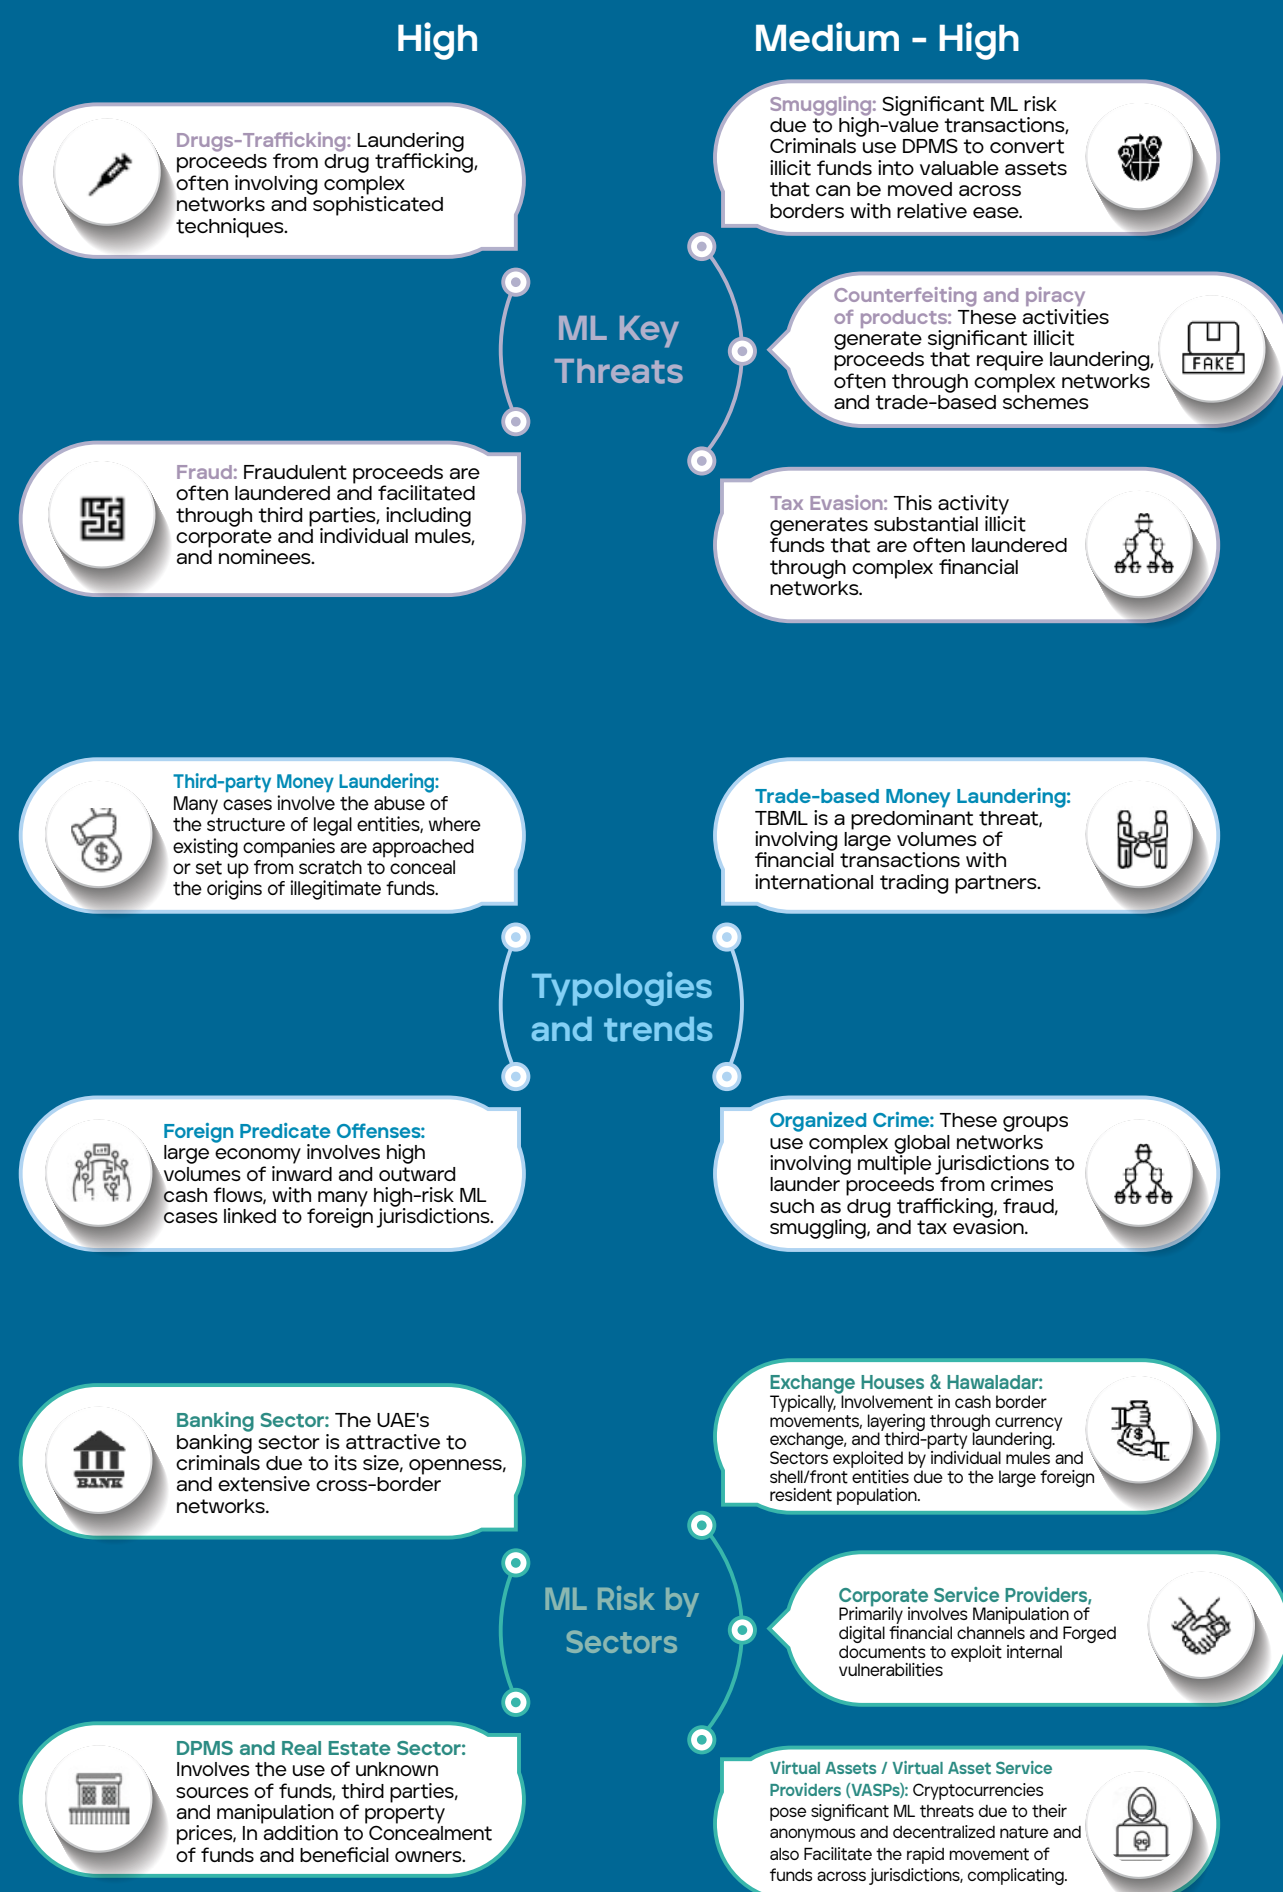 High
Medium - High
Drugs-Trafficking: Laundering
proceeds from drug trafficking,
often involving complex
networks and sophisticated
techniques.
Smuggling: Significant ML risk
due to high-value transactions,
Criminals use DPMS to convert
illicit funds into valuable assets
that can be moved across
borders with relative ease.
ML Key
Threats
Counterfeiting and piracy
of products: These activities
generate significant illicit
proceeds that require laundering,
often through complex networks
and trade-based schemes
FAKE
Fraud: Fraudulent proceeds are
often laundered and facilitated
through third parties, including
corporate and individual mules,
and nominees.
Tax Evasion: This activity
generates substantial illicit
funds that are often laundered
through complex financial
networks.
Third-party Money Laundering:
Many cases involve the abuse of
the structure of legal entities, where
existing companies are approached
or set up from scratch to conceal
the origins of illegitimate funds.
$
Trade-based Money Laundering:
TBML is a predominant threat,
involving large volumes of
financial transactions with
international trading partners.
Typologies
and trends
Foreign Predicate Offenses:
large economy involves high
volumes of inward and outward
cash flows, with many high-risk ML
cases linked to foreign jurisdictions.
Organized Crime: These groups
use complex global networks
involving multiple jurisdictions to
launder proceeds from crimes
such as drug trafficking, fraud,
smuggling, and tax evasion.
Banking Sector: The UAE's
banking sector is attractive to
criminals due to its size, openness,
and extensive cross-border
networks.
BANK
Exchange Houses & Hawaladar:
Typically, Involvement in cash border
movements, layering through currency
exchange, and third-party laundering.
Sectors exploited by individual mules and
shell/front entities due to the large foreign
resident population.
$
ML Risk by
Sectors
Corporate Service Providers,
Primarily involves Manipulation of
digital financial channels and Forged
documents to exploit internal
vulnerabilities
DPMS and Real Estate Sector:
Involves the use of unknown
sources of funds, third parties,
and manipulation of property
prices, In addition to Concealment
of funds and beneficial owners.
Virtual Assets / Virtual Asset Service
Providers (VASPs): Cryptocurrencies
pose significant ML threats due to their
anonymous and decentralized nature and
also Facilitate the rapid movement of
funds across jurisdictions, complicating.